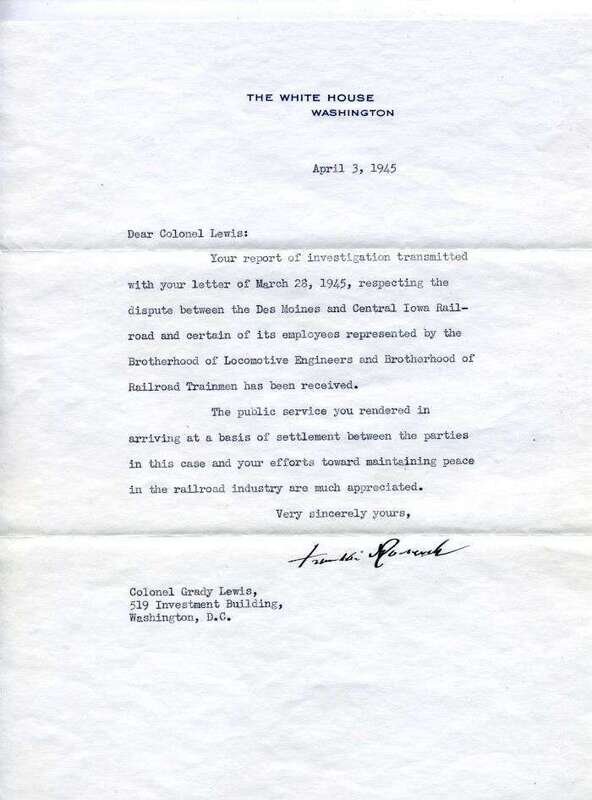 THE WHITE HOUSE
WASHINGTON
April 3, 1945
Dear Colonel Lewis:
Your report of investigation transmitted
with your letter of March 28, 1945, respecting the
dispute between the Des Moines and Central Iowa Rail-
road and certain of its employees represented by the
Brotherhood of Locomotive Engineers and Brotherhood of
Railroad Trainmen has been received.
The public service you rendered in
arriving at a basis of settlement between the parties
in this case and your efforts toward maintaining peace
in the railroad industry are much appreciated.
Very sincerely yours,
Colonel Grady Lewis,
519 Investment Building,
Washington, D.C.